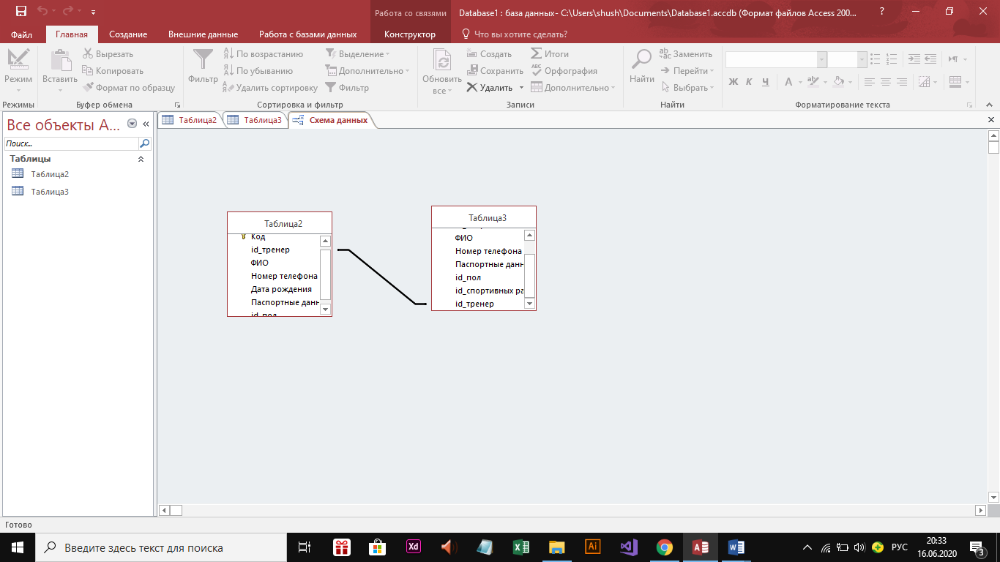 Работа со связями
Database1 : база данных- C:\Users\shush\Documents\Database1.accdb (Формат файлов Access 200...
Файл Главная Создание Внешние данные Работа с базами данных Конструктор Что вы хотите сделать?
Режим
Вставить
Вырезать
Копировать
Формат по образцу
Фильтр
По возрастанию
По убыванию
Удалить сортировку
Выделение
Дополнительно
Фильтр
Обновить
все
Создать
Сохранить
Удалить
Итоги
Орфография
Дополнительно
Найти
Заменить
Перейти
Выбрать
Ж К Ч А
Режимы Буфер обмена Сортировка и фильтр Записи Найти Форматирование текста
Все объекты A...
Поиск...
Таблицы
Таблица2
Таблица3
Таблица2 Таблица3 Схема данных
Таблица2
Код
id_тренер
ФИО
Номер телефона
Дата рождения
Паспортные данн
id_пол
Таблица3
ФИО
Номер телефона
Паспортные данн
id_пол
id_спортивных ра
id_тренер
Готово
Введите здесь текст для поиска
Xd
Ai
РУС
20:33
16.06.2020
3